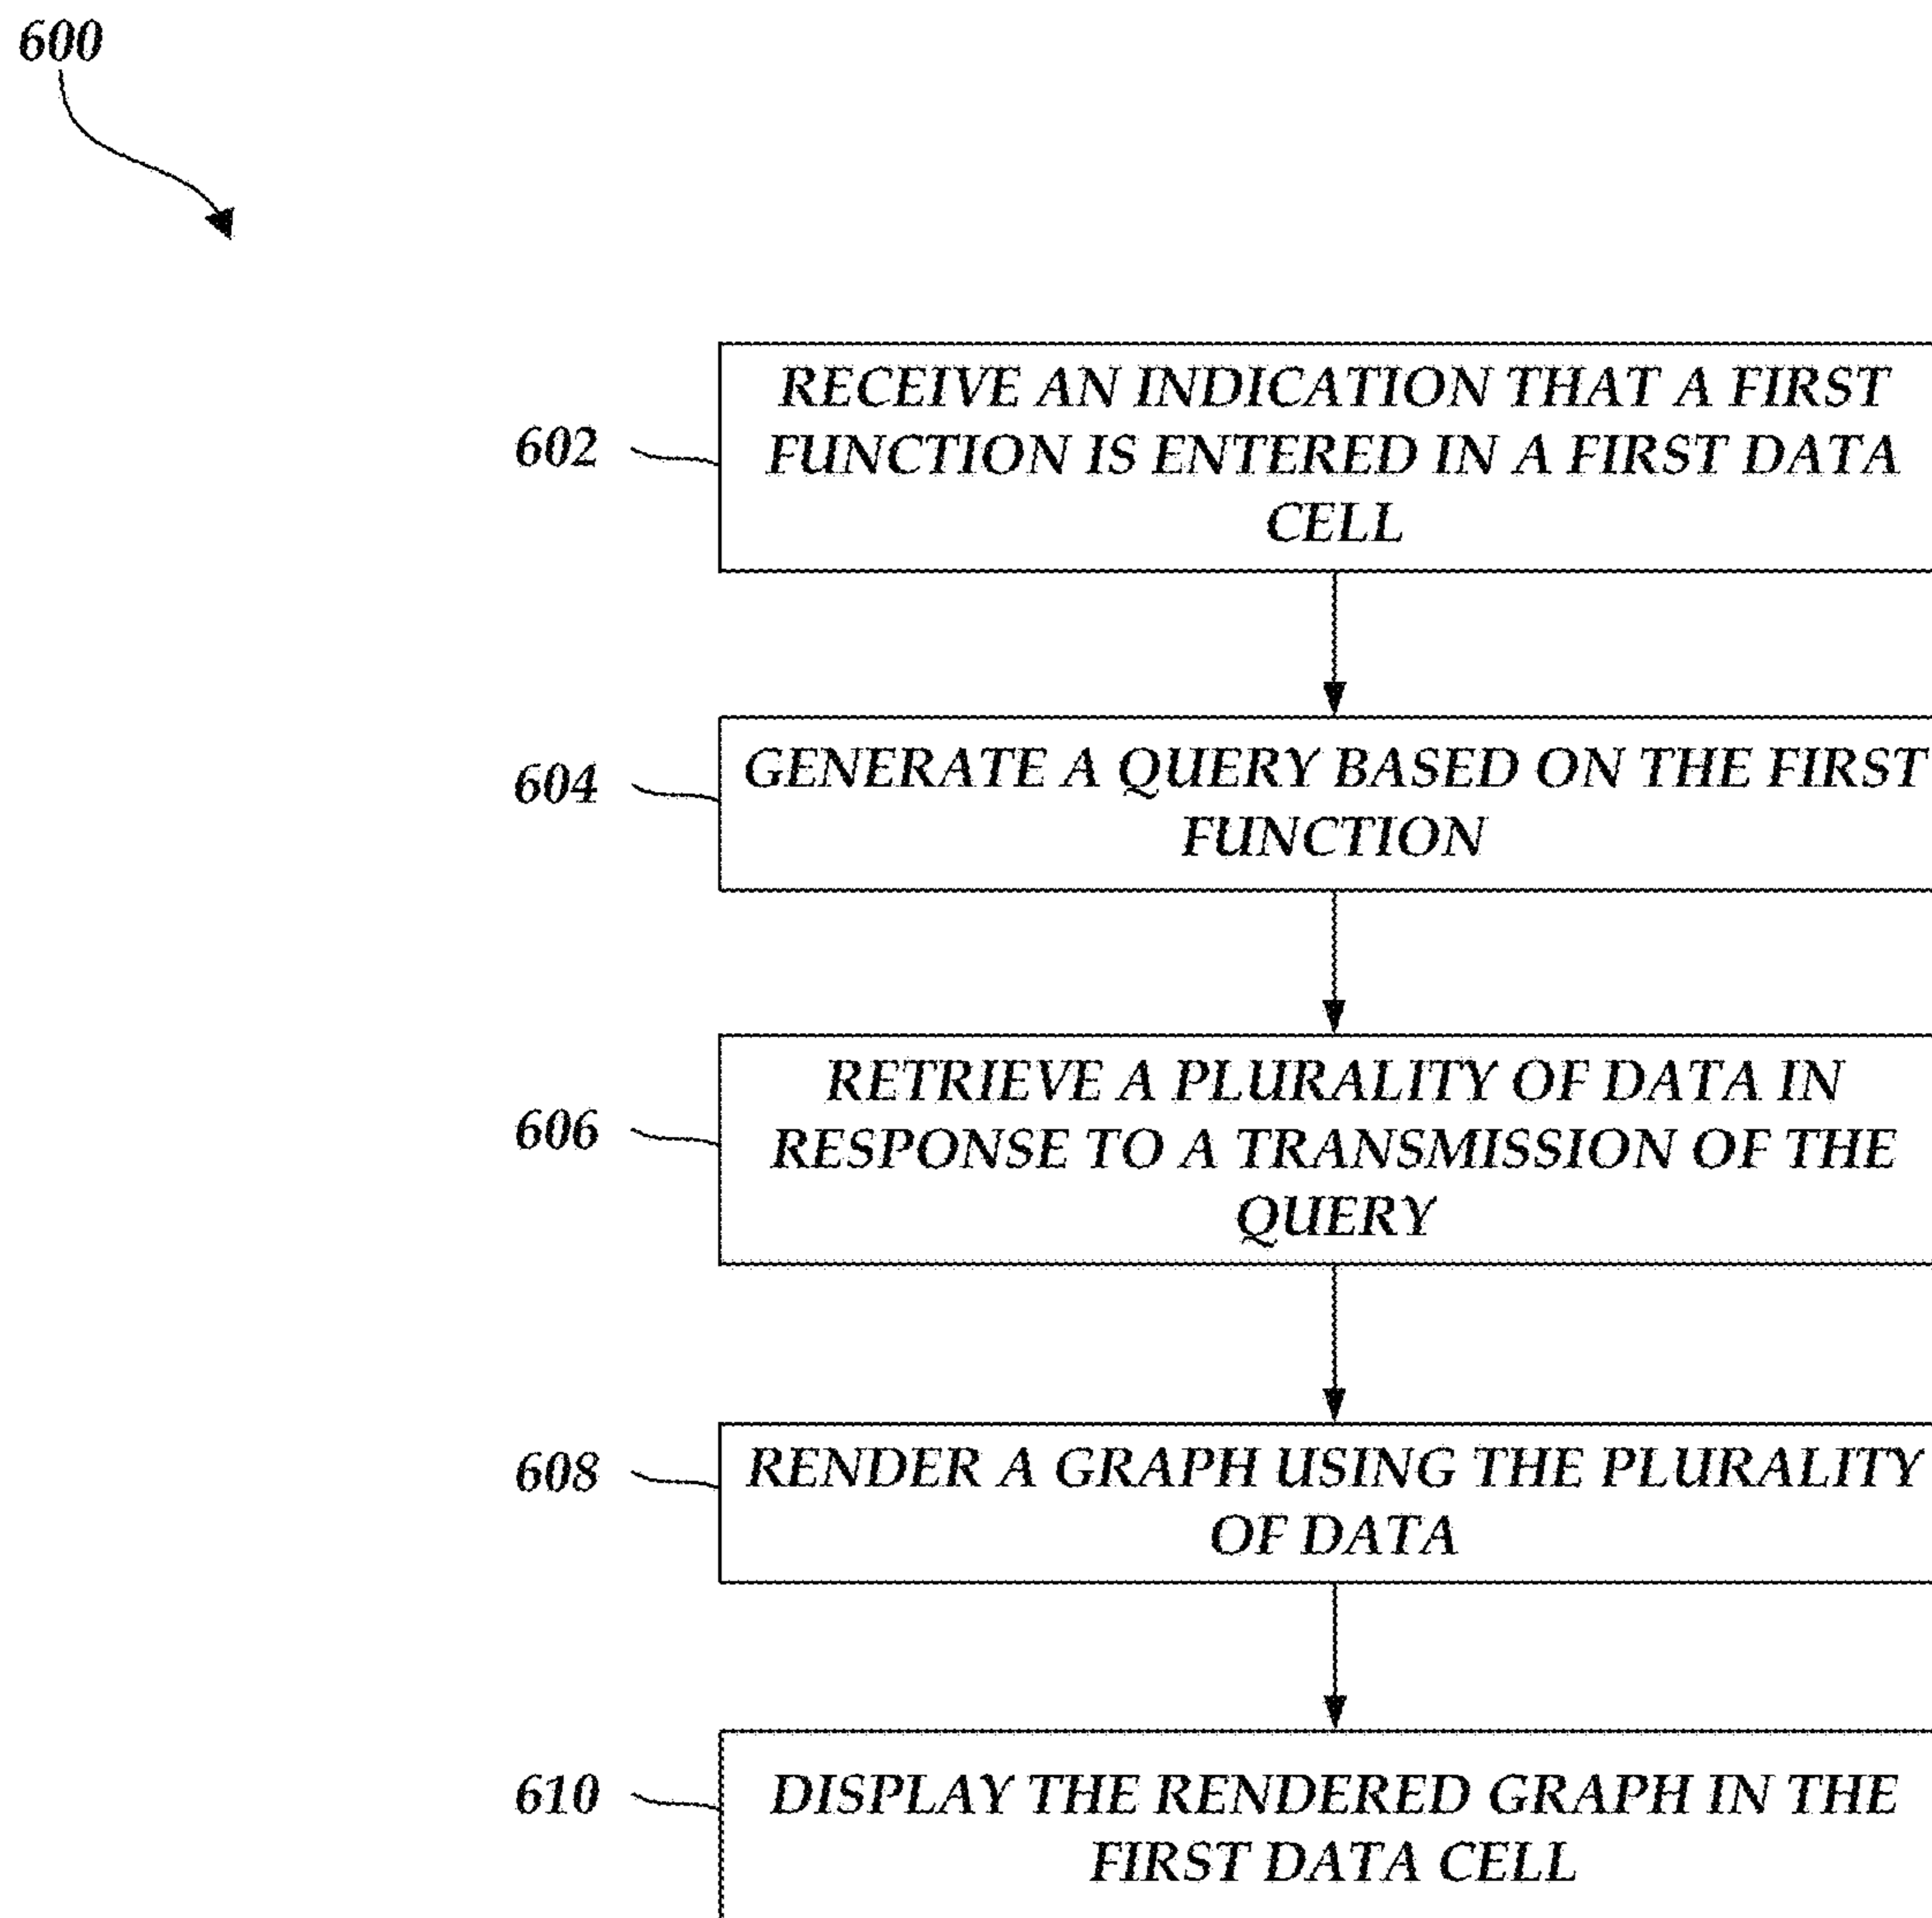 600
602
RECEIVE AN INDICATION THAT A FIRST
FUNCTION IS ENTERED IN A FIRST DATA
CELL
604
GENERATE A QUERY BASED ON THE FIRST
FUNCTION
606
RETRIEVE A PLURALITY OF DATA IN
RESPONSE TO A TRANSMISSION OF THE
QUERY
608
RENDER A GRAPH USING THE PLURALITY
OF DATA
610
DISPLAY THE RENDERED GRAPH IN THE
FIRST DATA CELL